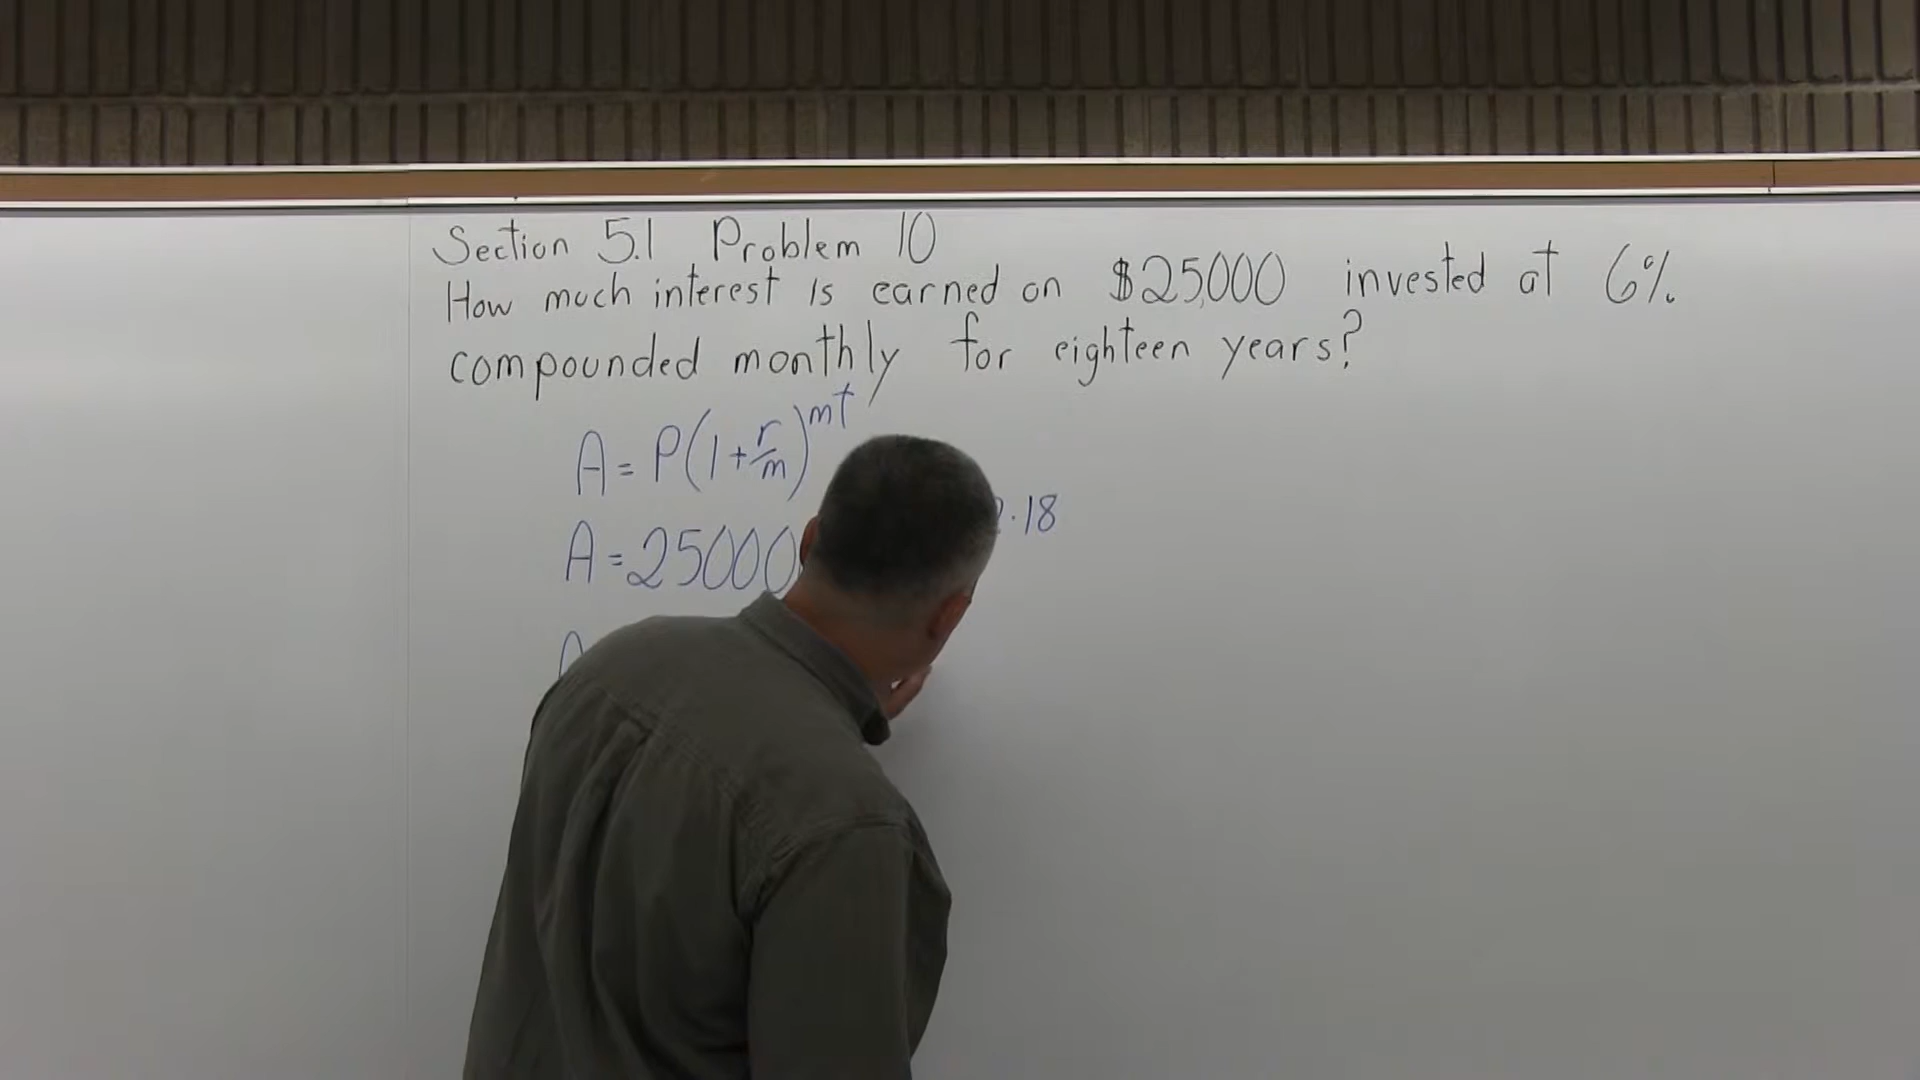 Section 5.1 Problem 10
How much interest is earned on $25,000 invested at 6%
compounded monthly for eighteen years?
A = P(1+r/m)^mt
A = 25000 ·18
A